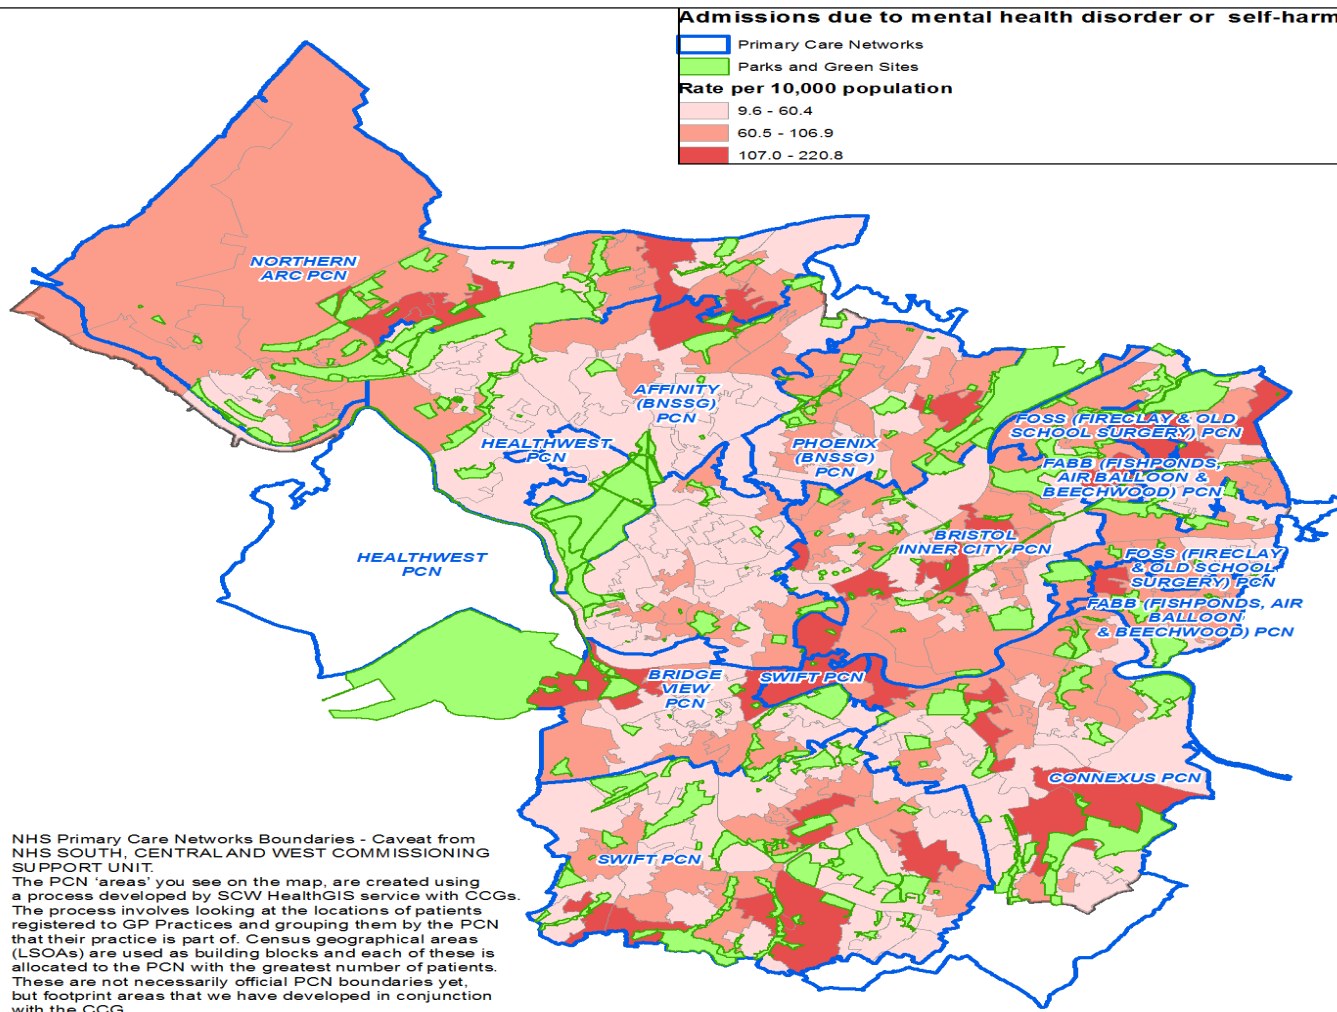 Admissions due to mental health disorder or self-harm
Primary Care Networks
Parks and Green Sites
Rate per 10,000 population
9.6 - 60.4
60.5 - 106.9
107.0 - 220.8
NORTHERN
ARC PCN
AFFINITY
(BNSSG)
PCN
HEALTHWEST
PCN
PHOENIX
(BNSSG)
PCN
FOSS (FIRECLAY & OLD
SCHOOL SURGERY) PCN
FABB (FISHPONDS,
AIR BALLOON &
BEECHWOOD) PCN
BRISTOL
INNER CITY PCN
HEALTHWEST
PCN
FOSS (FIRECLAY
& OLD SCHOOL
SURGERY) PCN
FABB (FISHPONDS, AIR
BALLOON
& BEECHWOOD) PCN
BRIDGE
VIEW
PCN
SWIFT PCN
CONNEXUS PCN
SWIFT PCN
NHS Primary Care Networks Boundaries - Caveat from
NHS SOUTH, CENTRAL AND WEST COMMISSIONING
SUPPORT UNIT.
The PCN 'areas' you see on the map, are created using
a process developed by SCW HealthGIS service with CCGs.
The process involves looking at the locations of patients
registered to GP Practices and grouping them by the PCN
that their practice is part of. Census geographical areas
(LSOAs) are used as building blocks and each of these is
allocated to the PCN with the greatest number of patients.
These are not necessarily official PCN boundaries yet,
but footprint areas that we have developed in conjunction
with the CCG